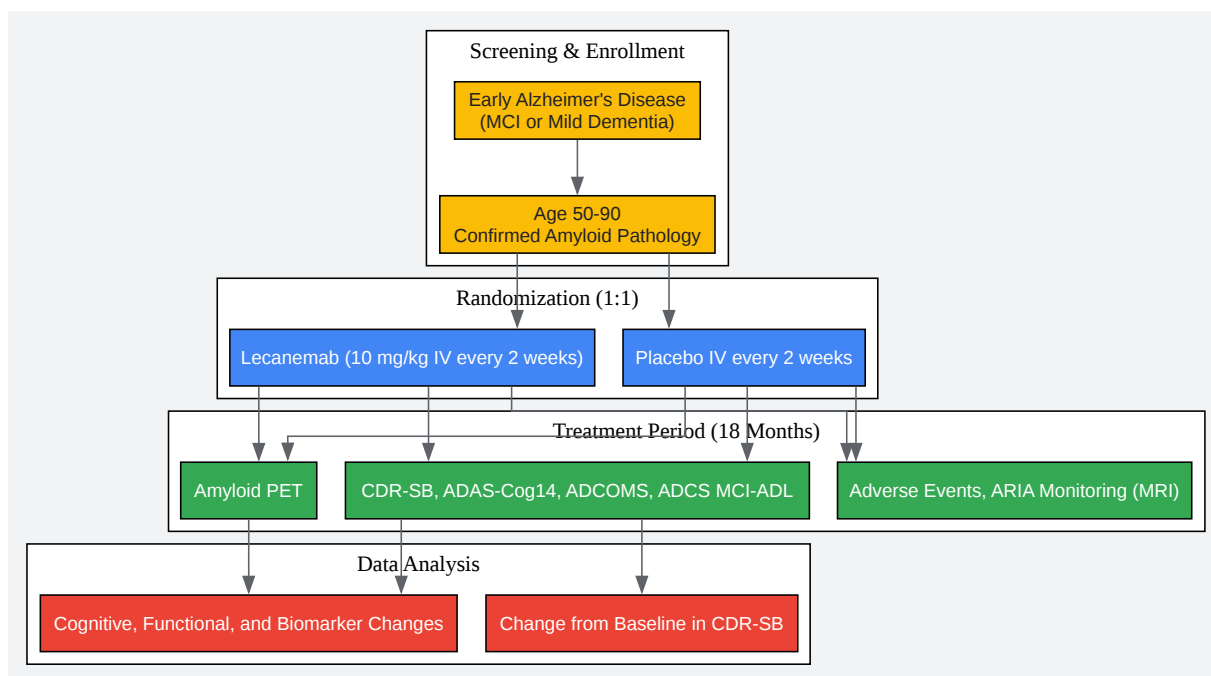 Screening & Enrollment
Early Alzheimer's Disease
(MCI or Mild Dementia)
Age 50-90
Confirmed Amyloid Pathology
Randomization (1:1)
Lecanemab (10 mg/kg IV every 2 weeks)
Placebo IV every 2 weeks
Treatment Period (18 Months)
Amyloid PET
CDR-SB, ADAS-Cog14, ADCOMS, ADCS MCI-ADL
Adverse Events, ARIA Monitoring (MRI)
Data Analysis
Cognitive, Functional, and Biomarker Changes
Change from Baseline in CDR-SB